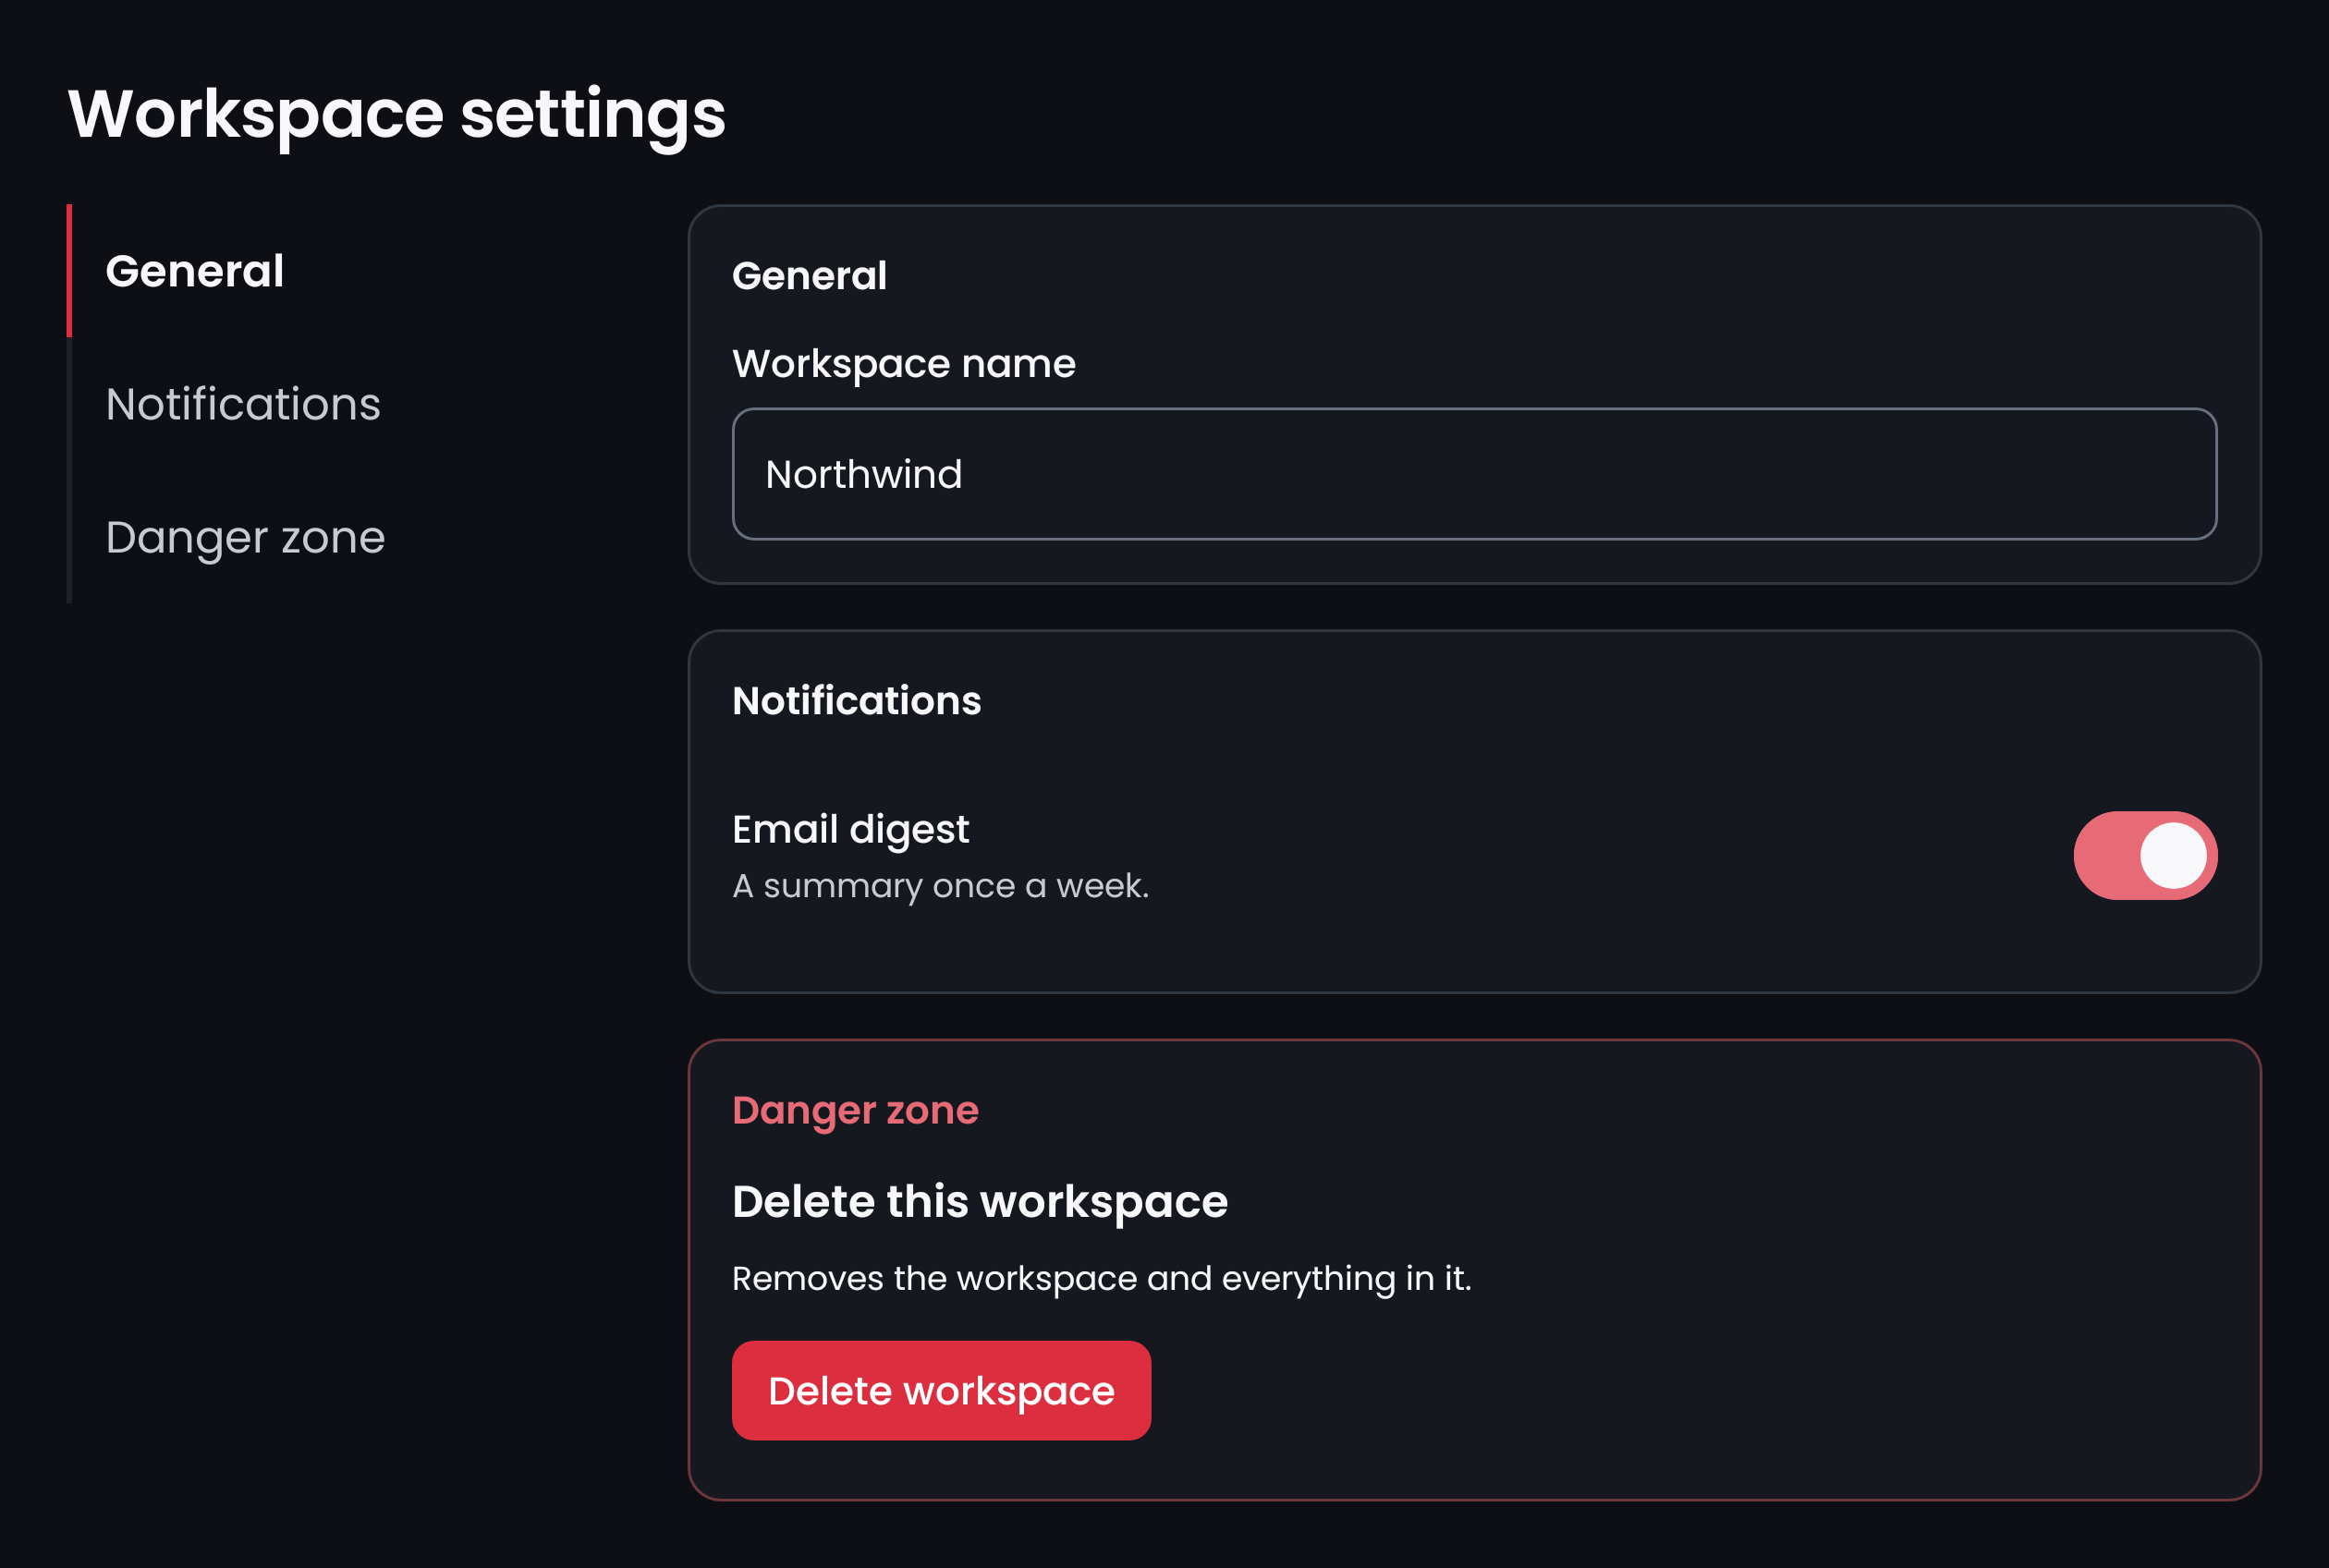 Workspace settings
General
Notifications
Danger zone
General
Workspace name
Northwind
Notifications
Email digest
A summary once a week.
Danger zone
Delete this workspace
Removes the workspace and everything in it.
Delete workspace